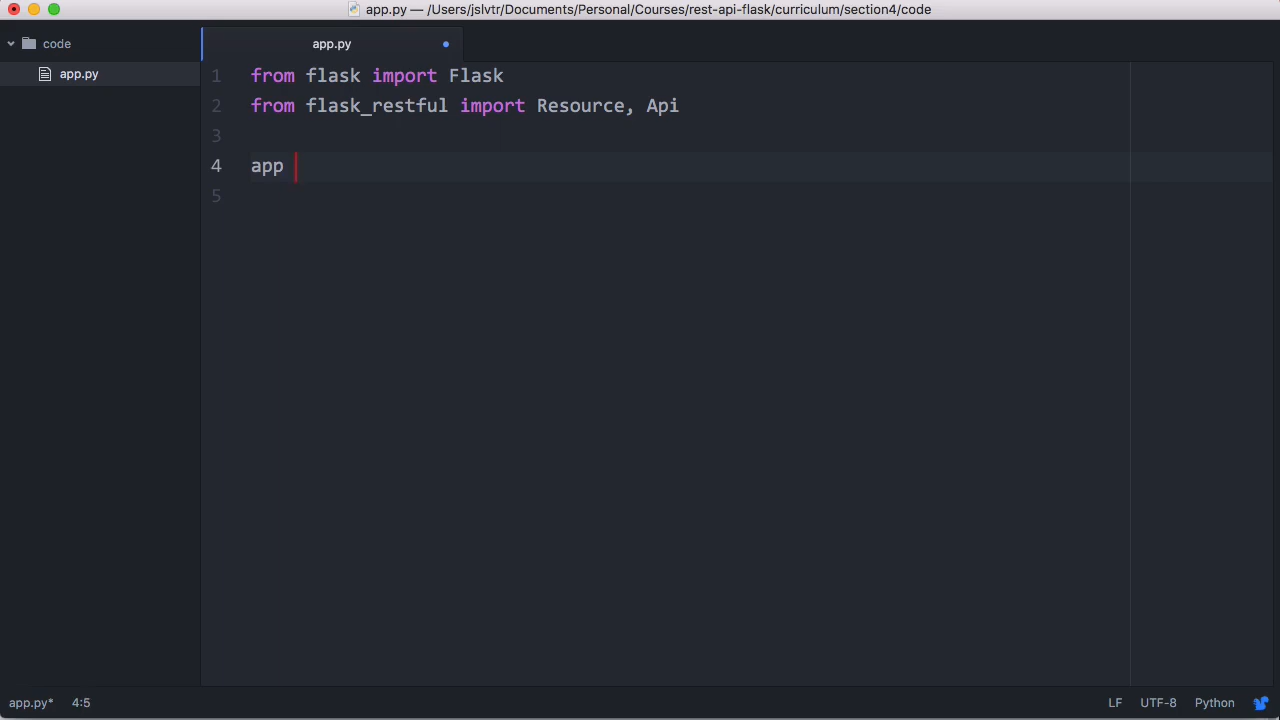 app.py — /Users/jslvtr/Documents/Personal/Courses/rest-api-flask/curriculum/section4/code
code
app.py
app.py
1 from flask import Flask
2 from flask_restful import Resource, Api
3
4 app
5
app.py* 4:5 LF UTF-8 Python